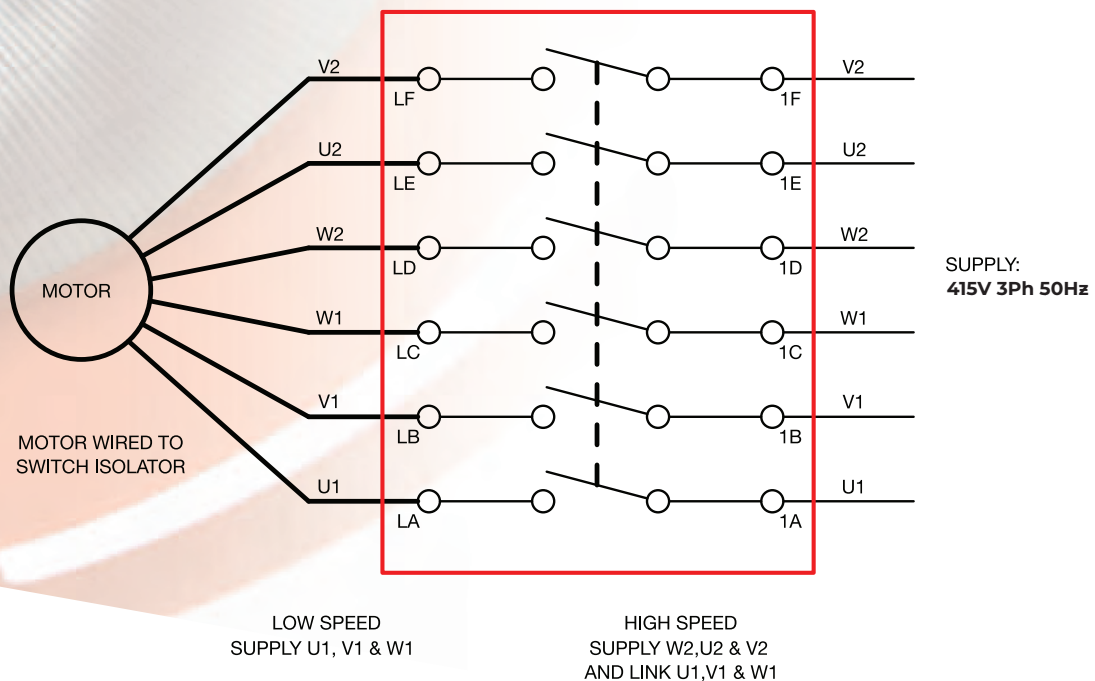 V2
LF
1F
V2
U2
LE
1E
U2
W2
LD
1D
W2
SUPPLY:
415V 3Ph 50Hz
MOTOR
W1
LC
1C
W1
V1
LB
1B
V1
MOTOR WIRED TO
SWITCH ISOLATOR
U1
LA
1A
U1
LOW SPEED
SUPPLY U1, V1 & W1
HIGH SPEED
SUPPLY W2,U2 & V2
AND LINK U1,V1 & W1